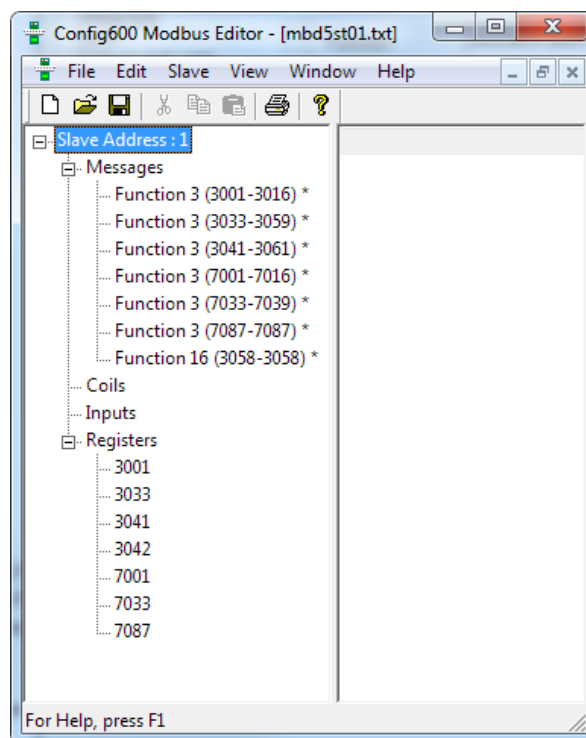 Config600 Modbus Editor - [mbd5st01.txt]
File Edit Slave View Window Help
Slave Address : 1
Messages
Function 3 (3001-3016) *
Function 3 (3033-3059) *
Function 3 (3041-3061) *
Function 3 (7001-7016) *
Function 3 (7033-7039) *
Function 3 (7087-7087) *
Function 16 (3058-3058) *
Coils
Inputs
Registers
3001
3033
3041
3042
7001
7033
7087
For Help, press F1